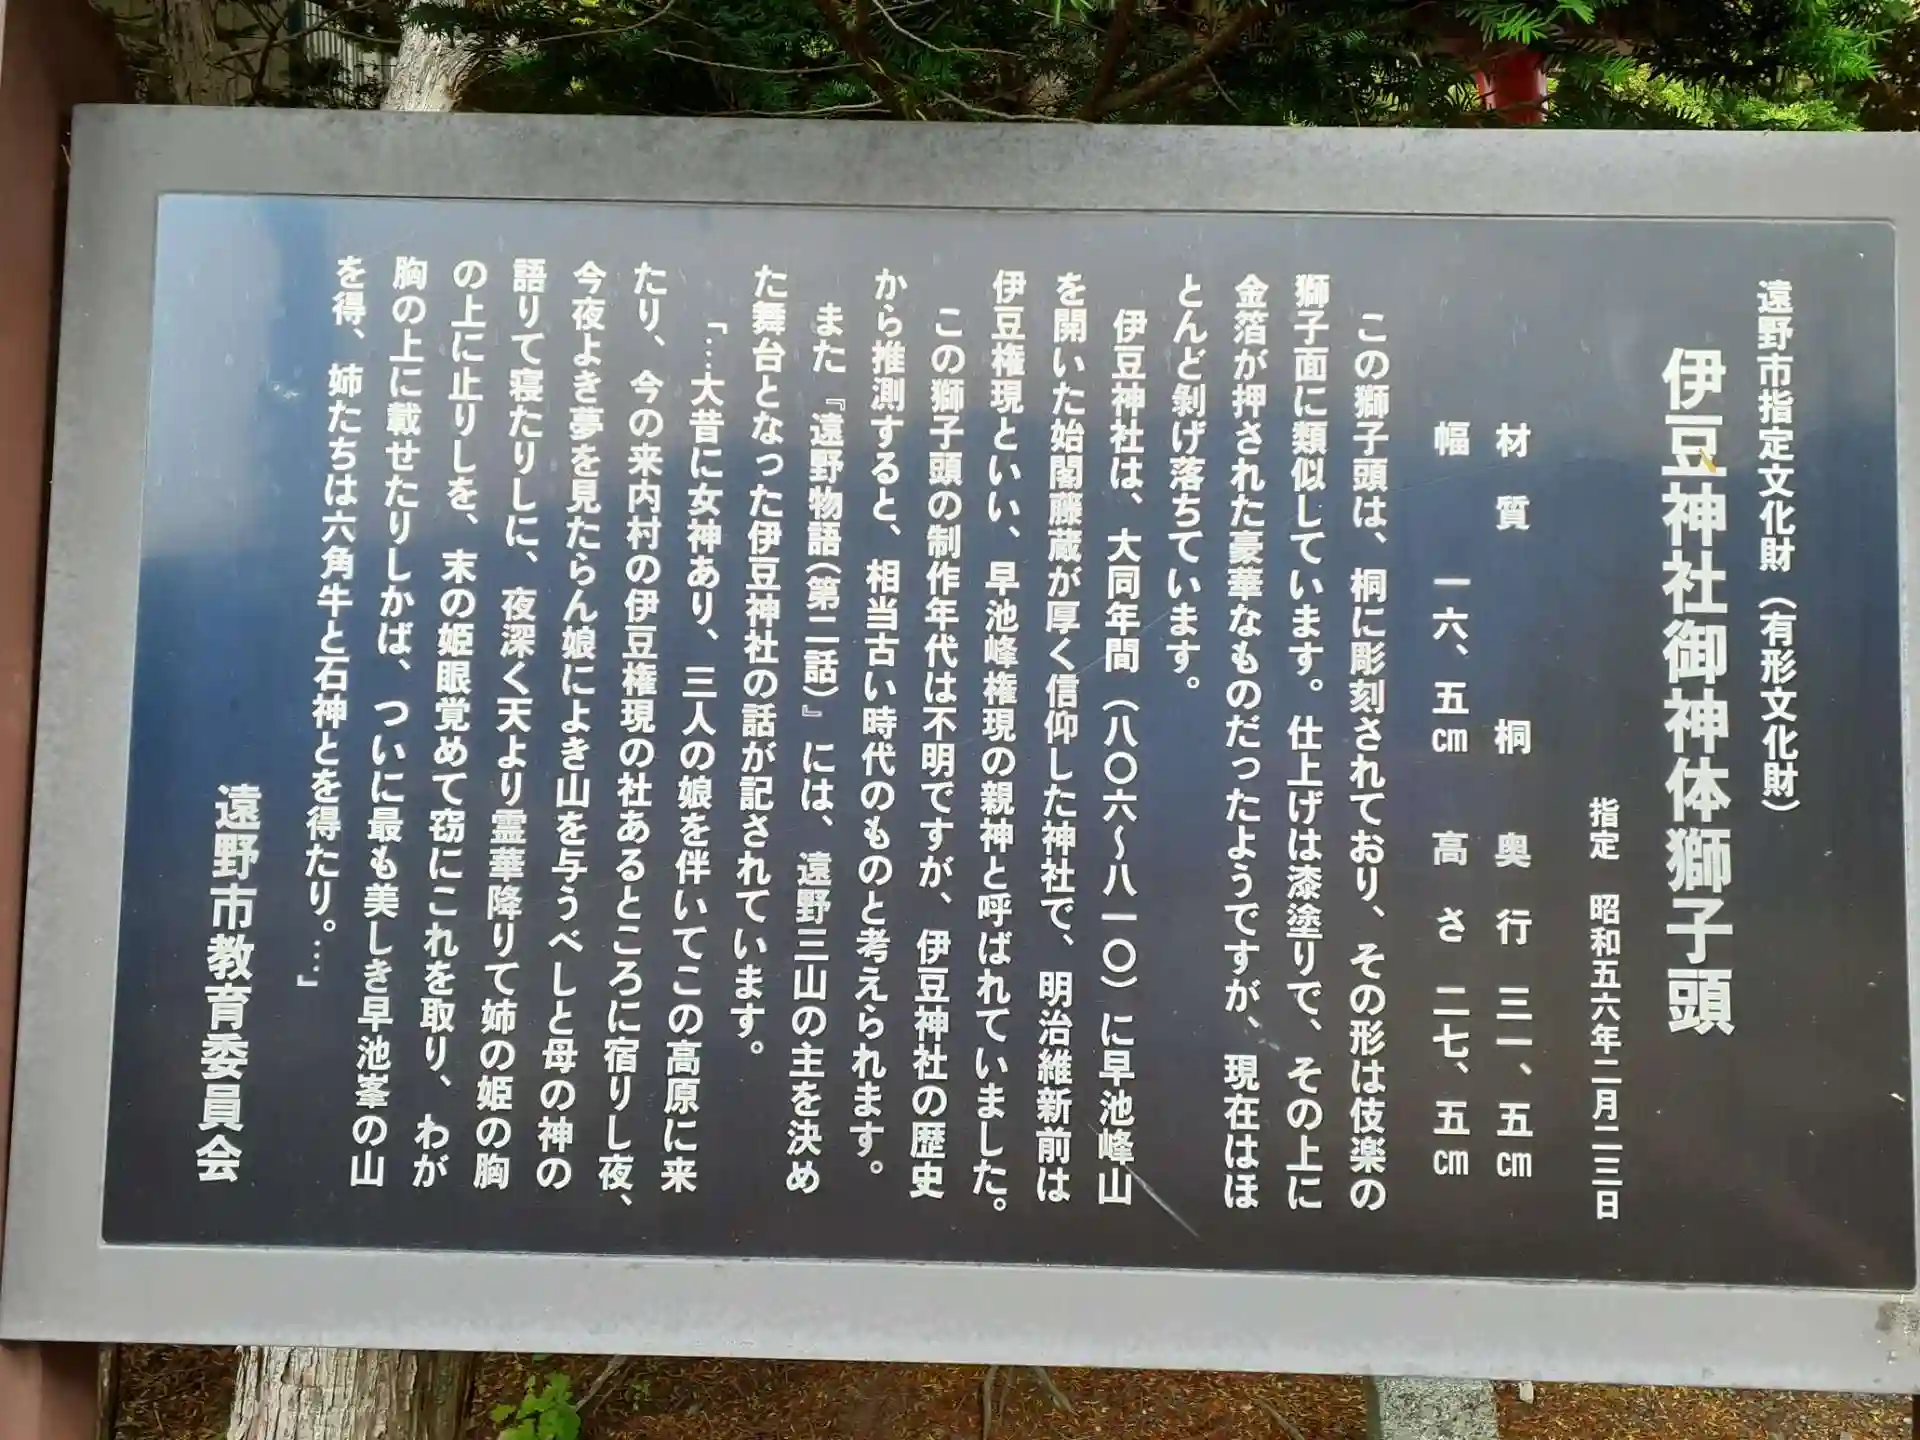 遠野市指定文化財（有形文化財）
伊豆神社御神体獅子頭
指定　昭和五六年二月二三日
材質　桐　奥行　三一、五㎝
幅　一六、五㎝　高さ　二七、五㎝
この獅子頭は、桐に彫刻されており、その形は伎楽の
獅子面に類似しています。仕上げは漆塗りで、その上に
金箔が押された豪華なものだったようですが、現在はほ
とんど剝げ落ちています。
伊豆神社は、大同年間（八〇六～八一〇）に早池峰山
を開いた始閣藤蔵が厚く信仰した神社で、明治維新前は
伊豆権現といい、早池峰権現の親神と呼ばれていました。
この獅子頭の制作年代は不明ですが、伊豆神社の歴史
から推測すると、相当古い時代のものと考えられます。
また『遠野物語（第二話）』には、遠野三山の主を決め
た舞台となった伊豆神社の話が記されています。
「…大昔に女神あり、三人の娘を伴いてこの高原に来
たり、今の来内村の伊豆権現の社あるところに宿りし夜、
今夜よき夢を見たらん娘によき山を与うべしと母の神の
語りて寝たりしに、夜深く天より霊華降りて姉の姫の胸
の上に止りしを、末の姫眼覚めて窃にこれを取り、わが
胸の上に載せたりしかば、ついに最も美しき早池峯の山
を得、姉たちは六角牛と石神とを得たり。…」
遠野市教育委員会